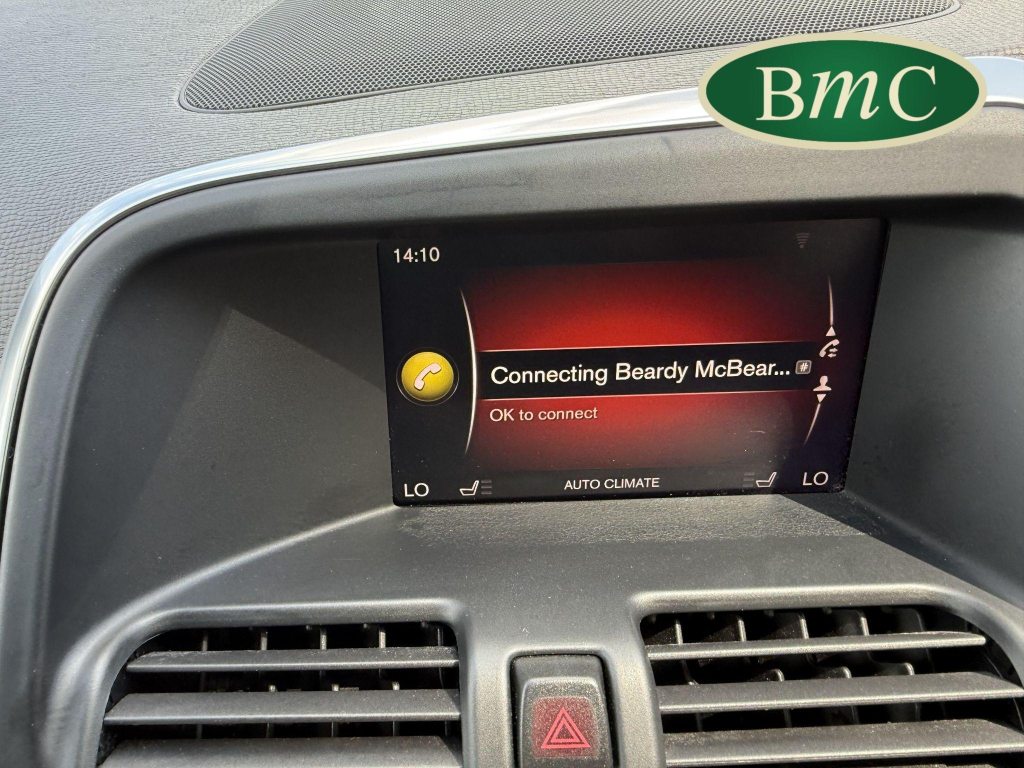 BmC
14:10
Connecting Beardy McBear... #
OK to connect
LO
AUTO CLIMATE
LO